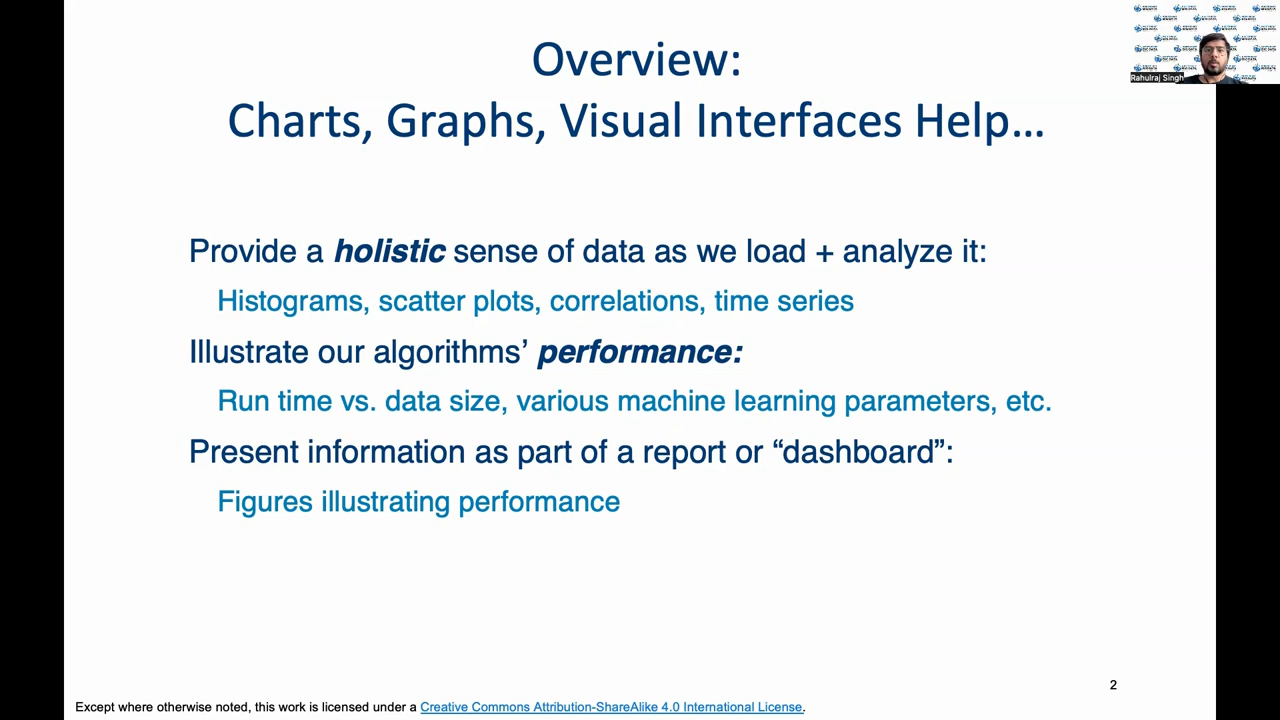 Overview:
Charts, Graphs, Visual Interfaces Help…
Rahulraj Singh
Provide a holistic sense of data as we load + analyze it:
Histograms, scatter plots, correlations, time series
Illustrate our algorithms’ performance:
Run time vs. data size, various machine learning parameters, etc.
Present information as part of a report or “dashboard”:
Figures illustrating performance
2
Except where otherwise noted, this work is licensed under a Creative Commons Attribution-ShareAlike 4.0 International License.